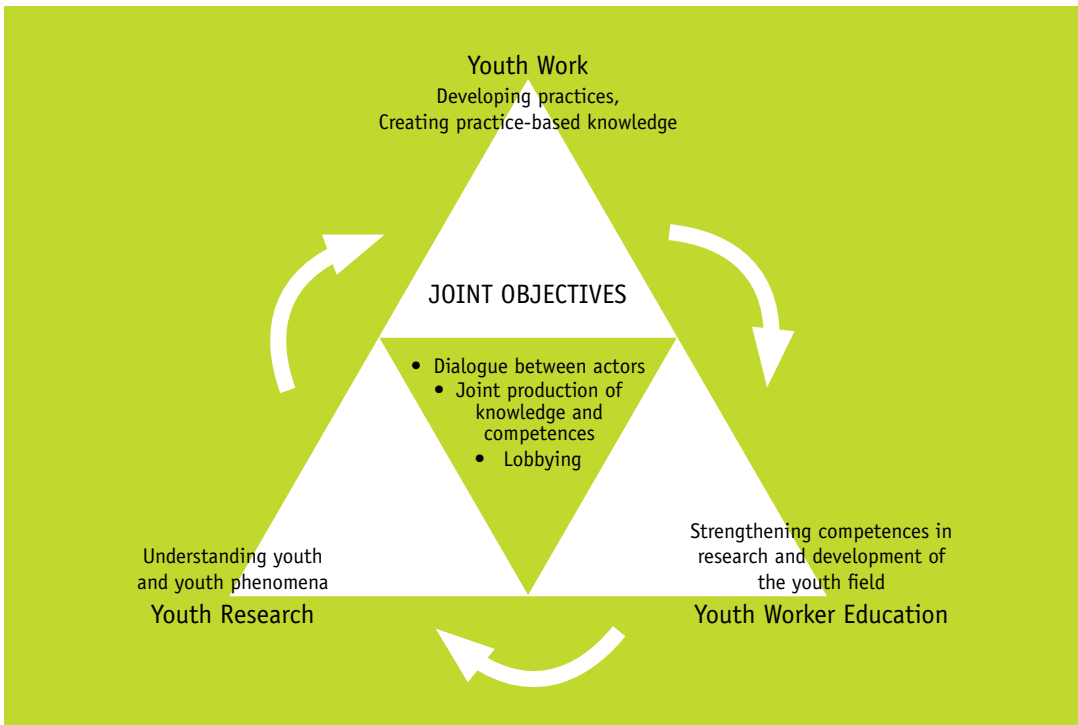 Youth Work
Developing practices,
Creating practice-based knowledge
JOINT OBJECTIVES
• Dialogue between actors
• Joint production of
knowledge and
competences
• Lobbying
Understanding youth
and youth phenomena
Youth Research
Strengthening competences in
research and development of
the youth field
Youth Worker Education